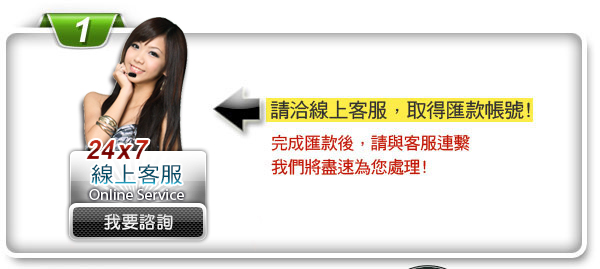 1
請洽線上客服，取得匯款帳號!
完成匯款後，請與客服連繫
我們將盡速為您處理!
24x7
線上客服
Online Service
我要諮詢